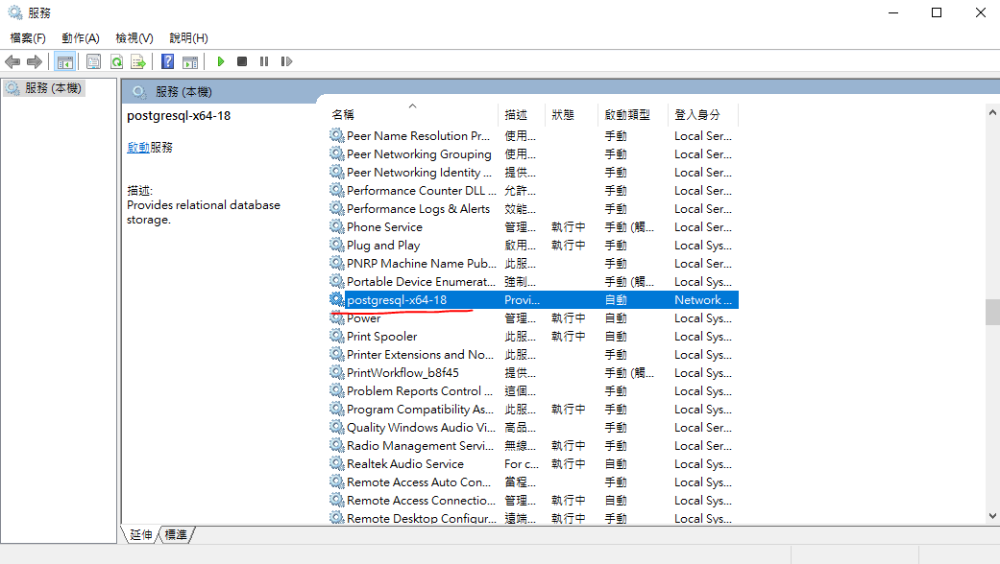 服務
檔案(F) 動作(A) 檢視(V) 說明(H)
服務 (本機)
服務 (本機)
postgresql-x64-18
啟動服務
描述:
Provides relational database
storage.
名稱 描述 狀態 啟動類型 登入身分
Peer Name Resolution Pr... 使用... 手動 Local Ser...
Peer Networking Grouping 使用... 手動 Local Ser...
Peer Networking Identity ... 提供... 手動 Local Ser...
Performance Counter DLL ... 允許... 手動 Local Ser...
Performance Logs & Alerts 效能... 手動 Local Ser...
Phone Service 管理... 執行中 手動 (觸... Local Ser...
Plug and Play 啟用... 執行中 手動 Local Sys...
PNRP Machine Name Pub... 此服... 手動 Local Ser...
Portable Device Enumerat... 強制... 手動 (觸... Local Sys...
postgresql-x64-18 Provi... 自動 Network ...
Power 管理... 執行中 自動 Local Sys...
Print Spooler 此服... 執行中 自動 Local Sys...
Printer Extensions and No... 此服... 手動 Local Sys...
PrintWorkflow_b8f45 提供... 手動 (觸... Local Sys...
Problem Reports Control ... 這個... 手動 Local Sys...
Program Compatibility As... 此服... 執行中 手動 Local Sys...
Quality Windows Audio Vi... 高品... 手動 Local Ser...
Radio Management Servi... 無線... 執行中 手動 Local Ser...
Realtek Audio Service For c... 執行中 自動 Local Sys...
Remote Access Auto Con... 當程... 手動 Local Sys...
Remote Access Connectio... 管理... 執行中 自動 Local Sys...
Remote Desktop Configur... 遠端... 執行中 手動 Local Sys...
延伸 標準